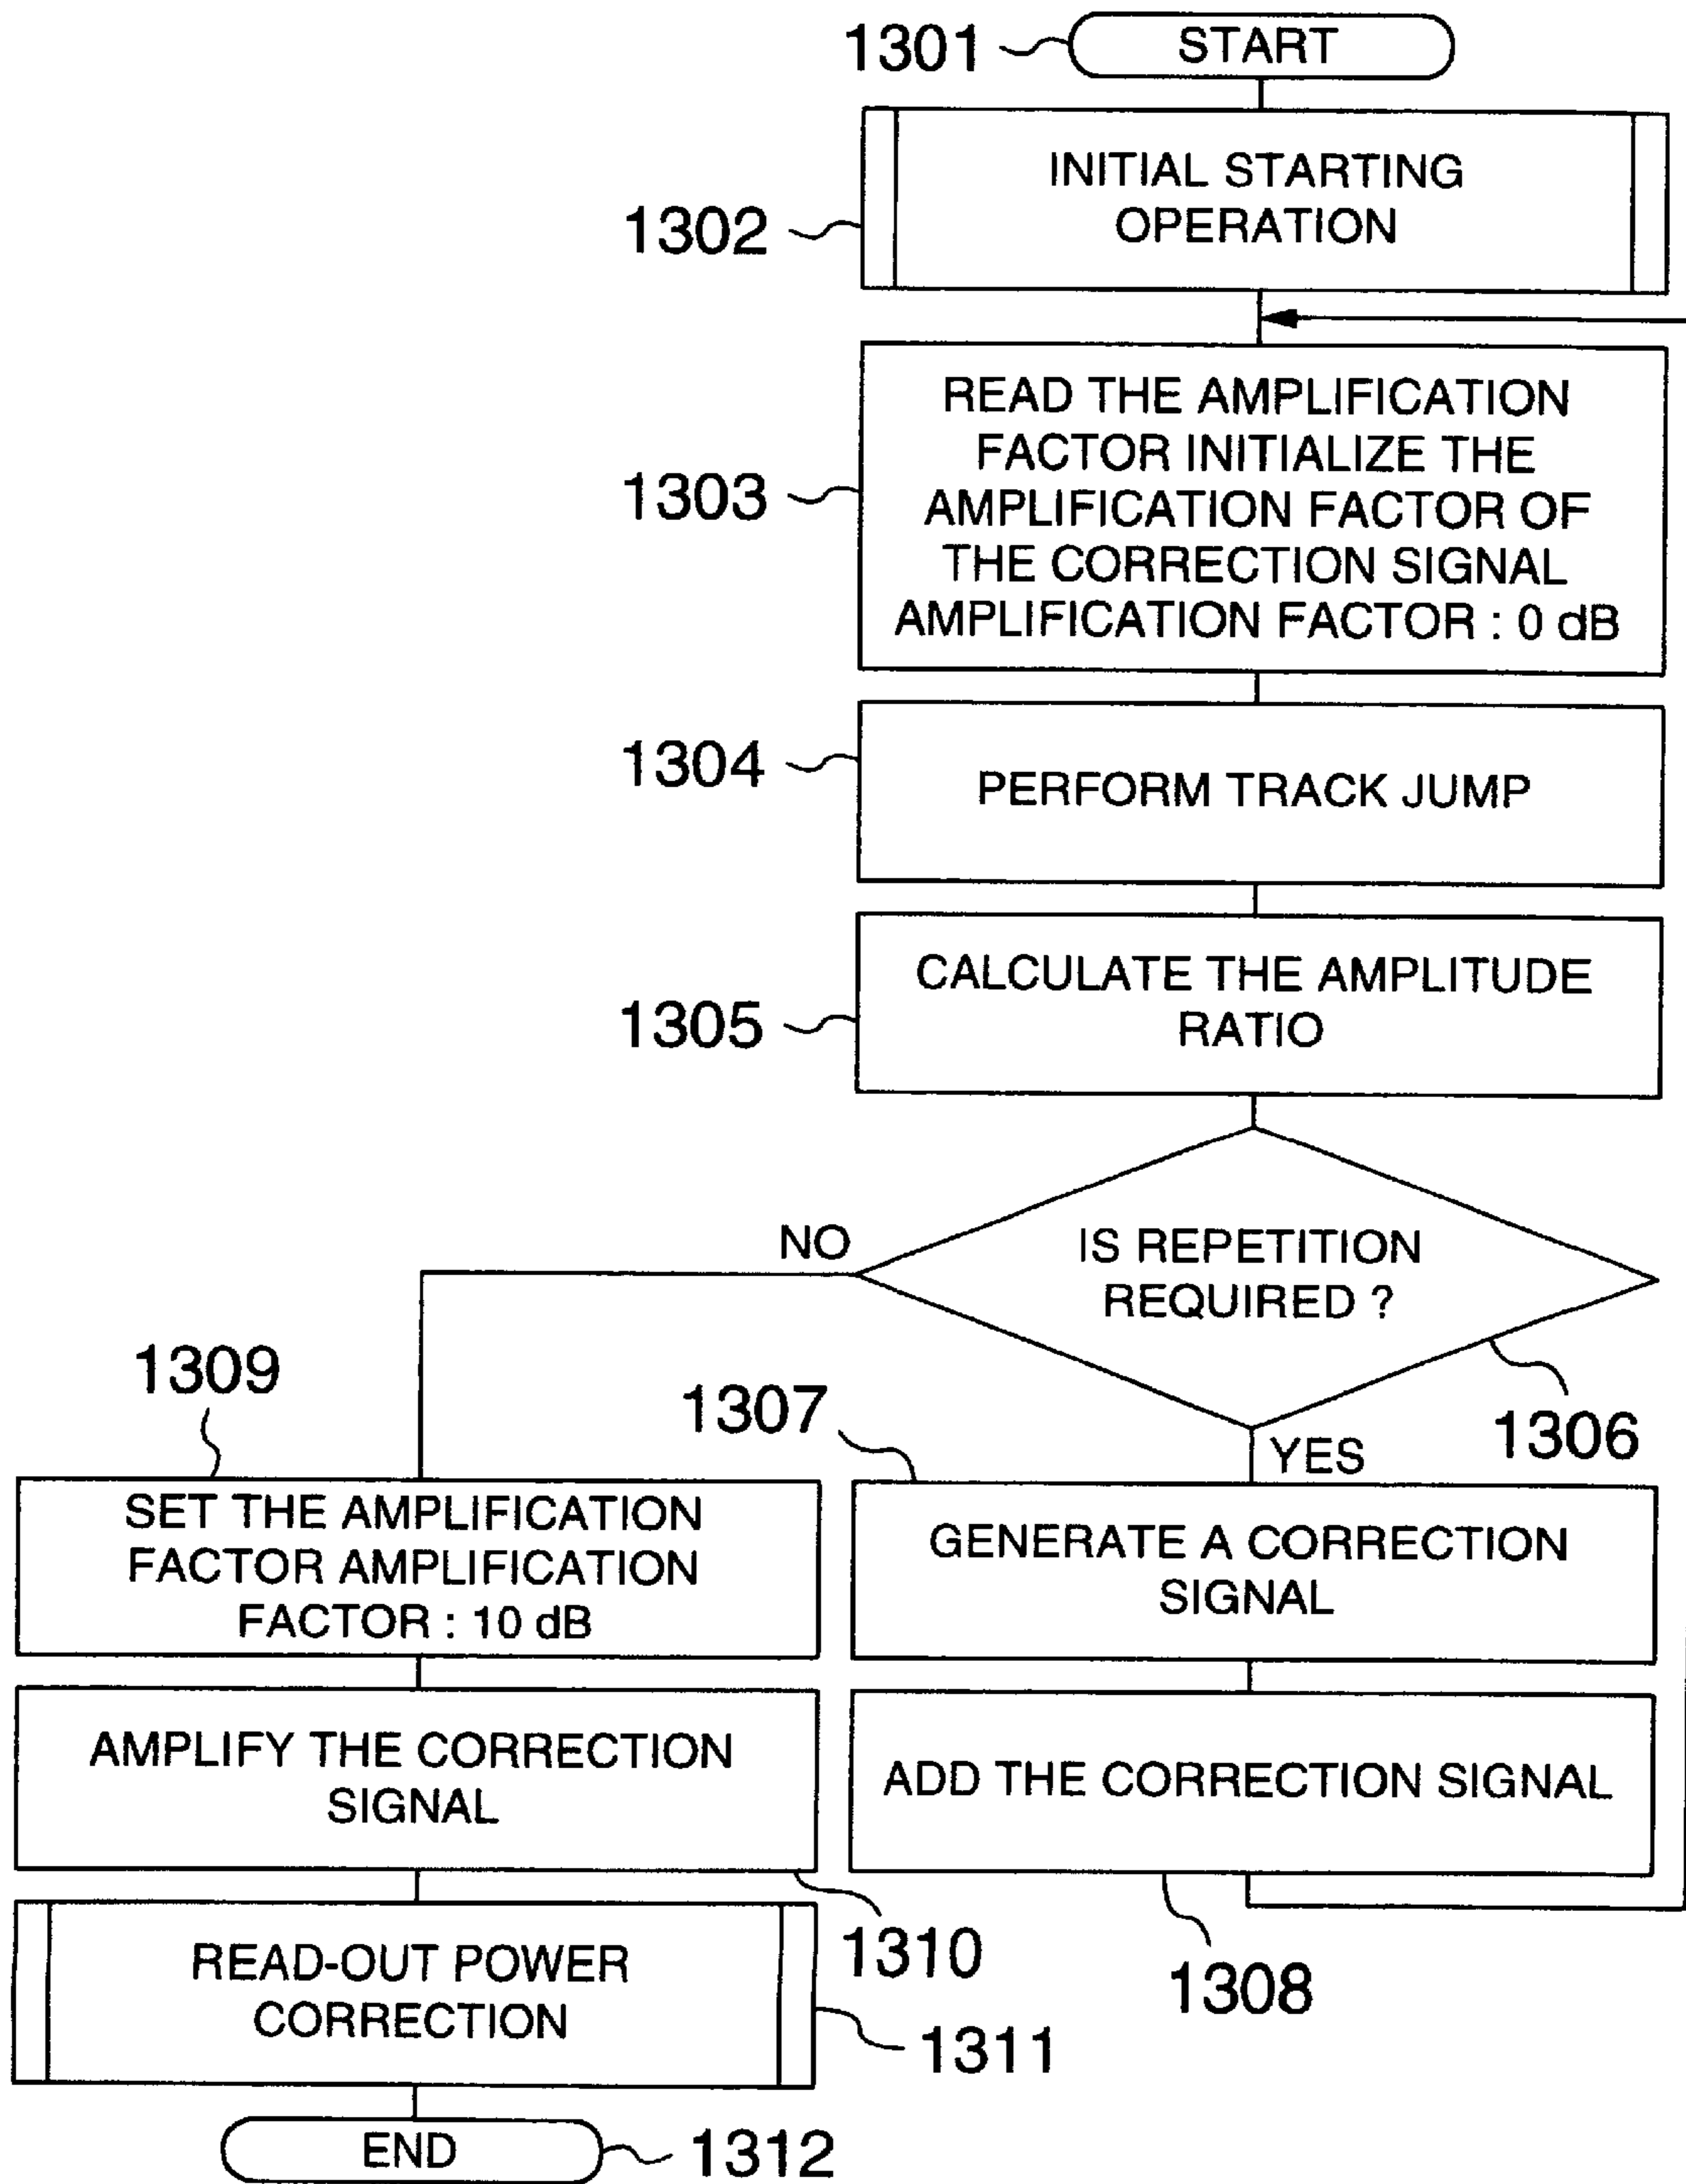 1301
START
1302
INITIAL STARTING
OPERATION
1303
READ THE AMPLIFICATION
FACTOR INITIALIZE THE
AMPLIFICATION FACTOR OF
THE CORRECTION SIGNAL
AMPLIFICATION FACTOR : 0 dB
1304
PERFORM TRACK JUMP
1305
CALCULATE THE AMPLITUDE
RATIO
NO
IS REPETITION
REQUIRED ?
1306
YES
1309
SET THE AMPLIFICATION
FACTOR AMPLIFICATION
FACTOR : 10 dB
1307
GENERATE A CORRECTION
SIGNAL
AMPLIFY THE CORRECTION
SIGNAL
1310
ADD THE CORRECTION SIGNAL
1308
READ-OUT POWER
CORRECTION
1311
END
1312